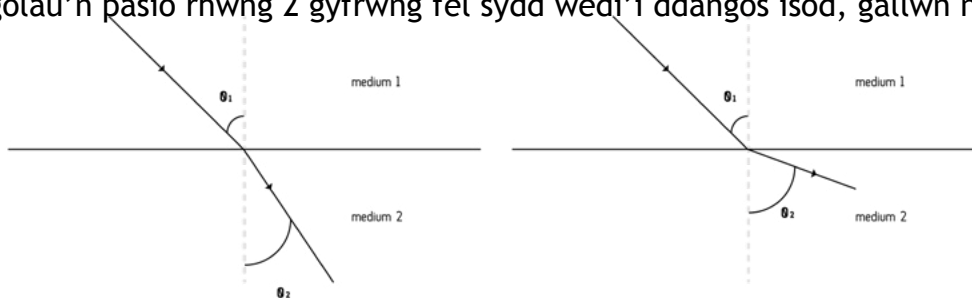 golau'n pasio rhwng 2 gyfrwng fel sydd wedi'i ddangos isod, gallwn
medium 1
medium 1
θ1
θ1
medium 2
θ2
medium 2
θ2